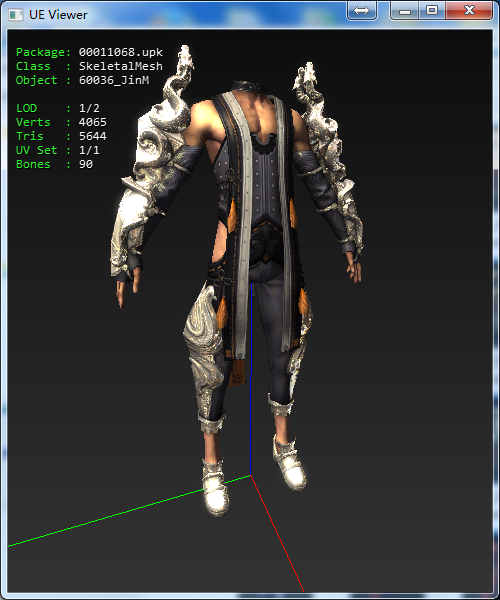 UE Viewer
Package: 00011068.upk
Class : SkeletalMesh
Object : 60036_JinM
LOD : 1/2
Verts : 4065
Tris : 5644
UV Set : 1/1
Bones : 90